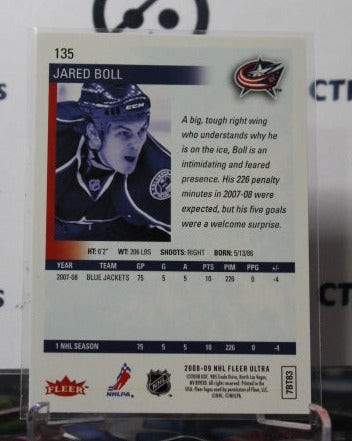 135
JARED BOLL
CCM
A big, tough right wing
who understands why he
is on the ice, Boll is an
intimidating and feared
presence. His 226 penalty
minutes in 2007-08 were
expected, but his five goals
were a welcome surprise.
HT: 6'2" WT: 206 LBS SHOOTS: RIGHT BORN: 5/13/86
YEAR TEAM GP G S PTS PIM PPG +/-
2007-08 BLUE JACKETS 75 5 5 10 226 0 -4
1 NHL SEASON 75 5 5 10 226 0 -4
2008-09 NHL FLEER ULTRA
FLEER
NHLPA.
NHL
7BT83